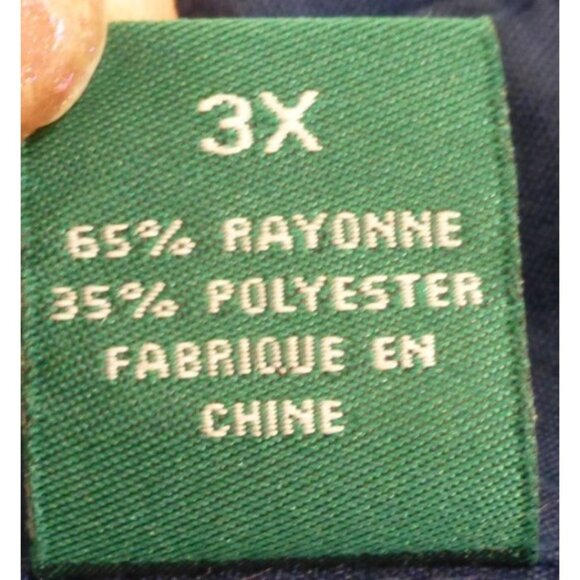 3X
65% RAYONNE
35% POLYESTER
FABRIQUE EN
CHINE